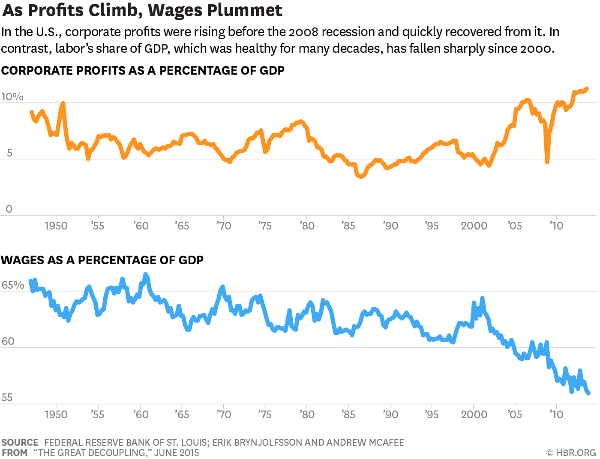 As Profits Climb, Wages Plummet
In the U.S., corporate profits were rising before the 2008 recession and quickly recovered from it. In
contrast, labor’s share of GDP, which was healthy for many decades, has fallen sharply since 2000.
CORPORATE PROFITS AS A PERCENTAGE OF GDP
10%
5
0
1950 ’55 ’60 ’65 ’70 ’75 ’80 ’85 ’90 ’95 2000 ’05 ’10
WAGES AS A PERCENTAGE OF GDP
65%
60
55
1950 ’55 ’60 ’65 ’70 ’75 ’80 ’85 ’90 ’95 2000 ’05 ’10
SOURCE FEDERAL RESERVE BANK OF ST. LOUIS; ERIK BRYNJOLFSSON AND ANDREW MCAFEE
FROM “THE GREAT DECOUPLING,” JUNE 2015 © HBR.ORG